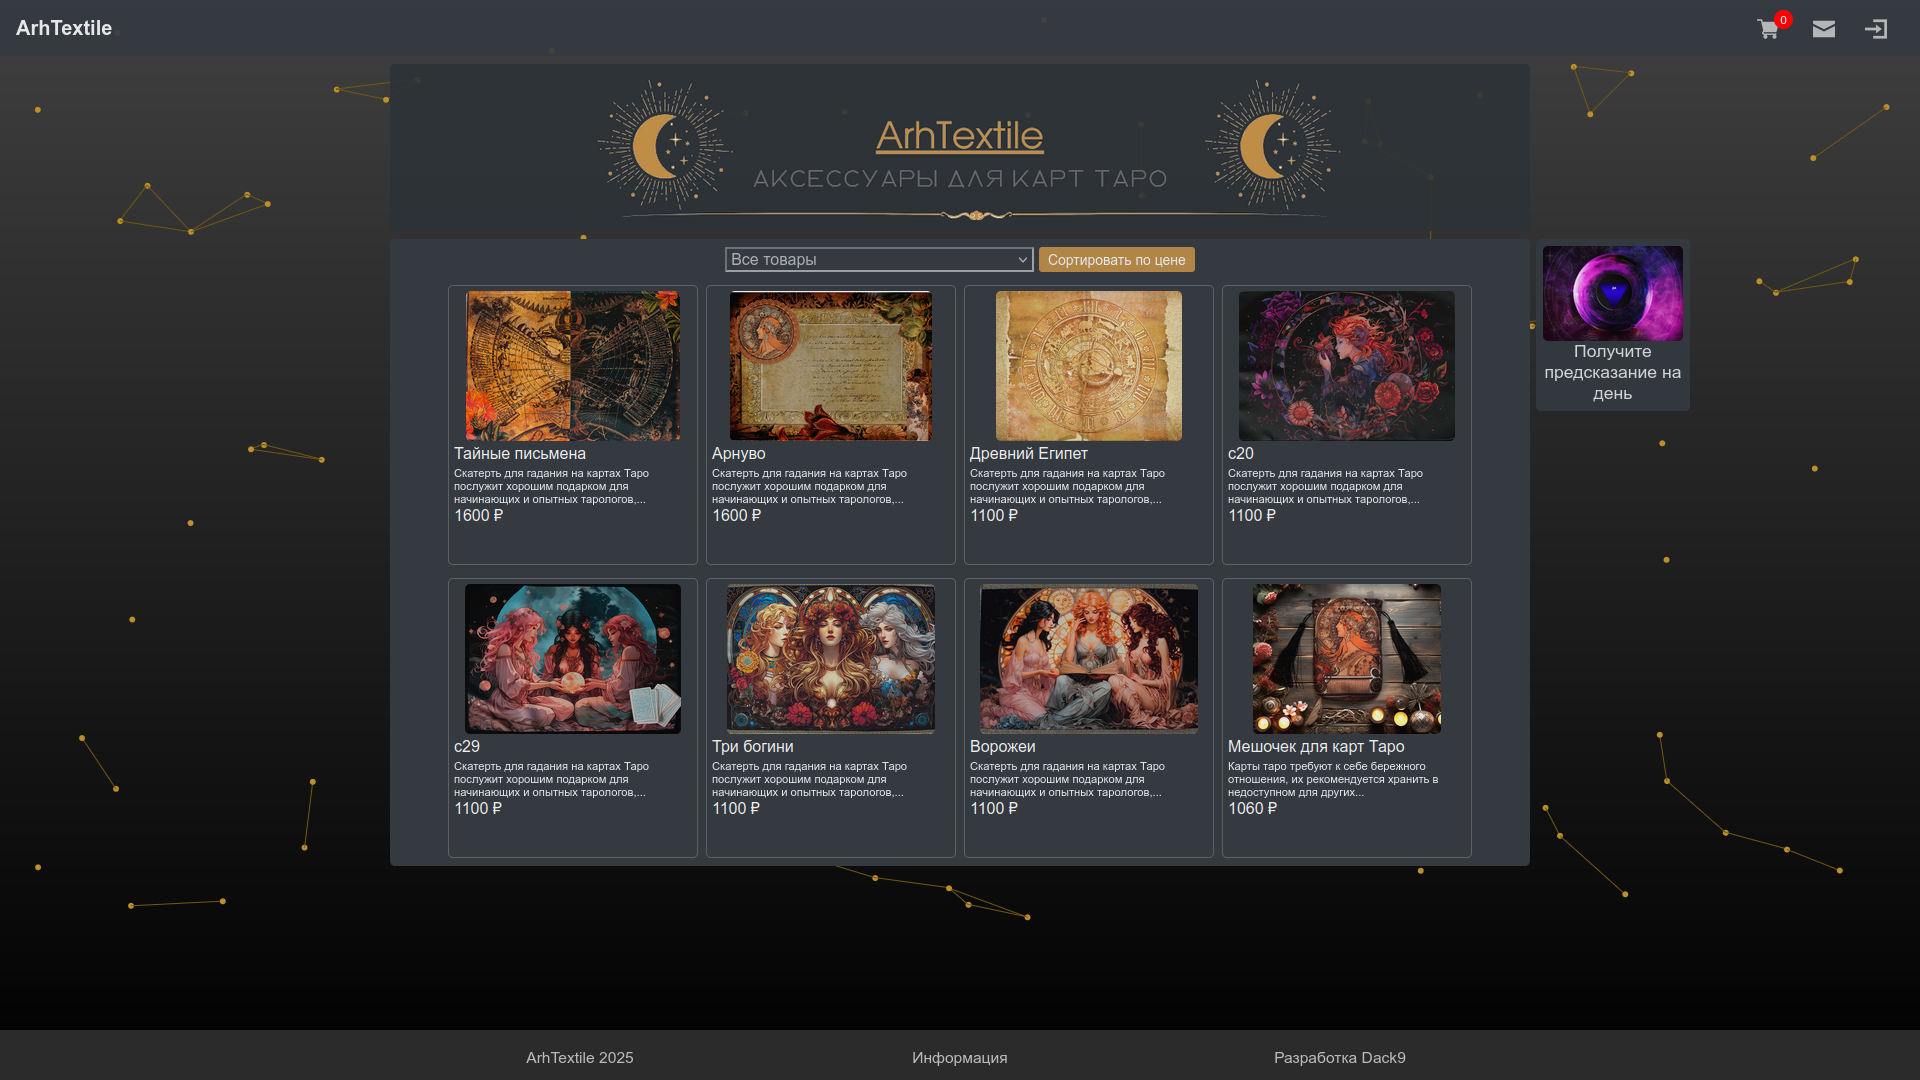 ArhTextile
0
ArhTextile
АКСЕССУАРЫ ДЛЯ КАРТ ТАРО
Все товары
Сортировать по цене
Получите
предсказание на
день
Тайные письмена
Скатерть для гадания на картах Таро
послужит хорошим подарком для
начинающих и опытных тарологов,...
1600 ₽
Арнуво
Скатерть для гадания на картах Таро
послужит хорошим подарком для
начинающих и опытных тарологов,...
1600 ₽
Древний Египет
Скатерть для гадания на картах Таро
послужит хорошим подарком для
начинающих и опытных тарологов,...
1100 ₽
с20
Скатерть для гадания на картах Таро
послужит хорошим подарком для
начинающих и опытных тарологов,...
1100 ₽
с29
Скатерть для гадания на картах Таро
послужит хорошим подарком для
начинающих и опытных тарологов,...
1100 ₽
Три богини
Скатерть для гадания на картах Таро
послужит хорошим подарком для
начинающих и опытных тарологов,...
1100 ₽
Ворожеи
Скатерть для гадания на картах Таро
послужит хорошим подарком для
начинающих и опытных тарологов,...
1100 ₽
Мешочек для карт Таро
Карты таро требуют к себе бережного
отношения, их рекомендуется хранить в
недоступном для других...
1060 ₽
ArhTextile 2025
Информация
Разработка Dack9